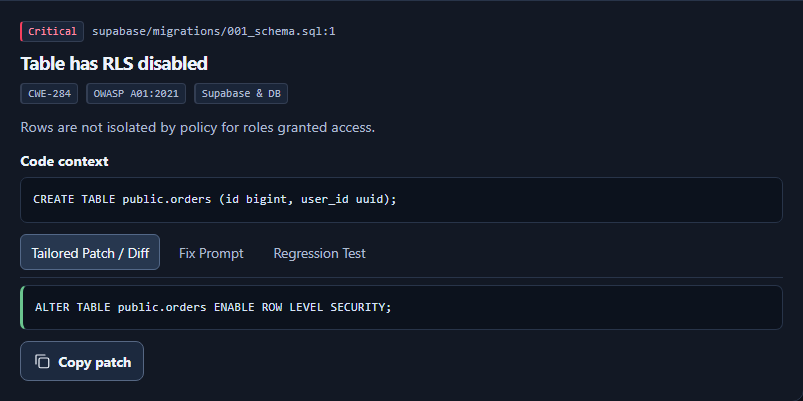 Critical supabase/migrations/001_schema.sql:1
Table has RLS disabled
CWE-284 OWASP A01:2021 Supabase & DB
Rows are not isolated by policy for roles granted access.
Code context
CREATE TABLE public.orders (id bigint, user_id uuid);
Tailored Patch / Diff Fix Prompt Regression Test
ALTER TABLE public.orders ENABLE ROW LEVEL SECURITY;
Copy patch